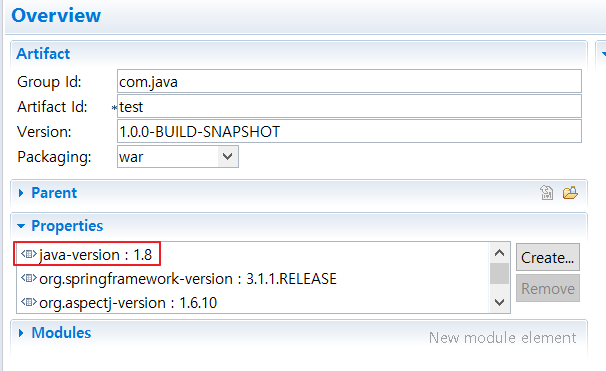 Overview
Artifact
Group Id: com.java
Artifact Id: *test
Version: 1.0.0-BUILD-SNAPSHOT
Packaging: war
Parent
Properties
java-version : 1.8
Create...
org.springframework-version : 3.1.1.RELEASE
Remove
org.aspectj-version : 1.6.10
Modules
New module element